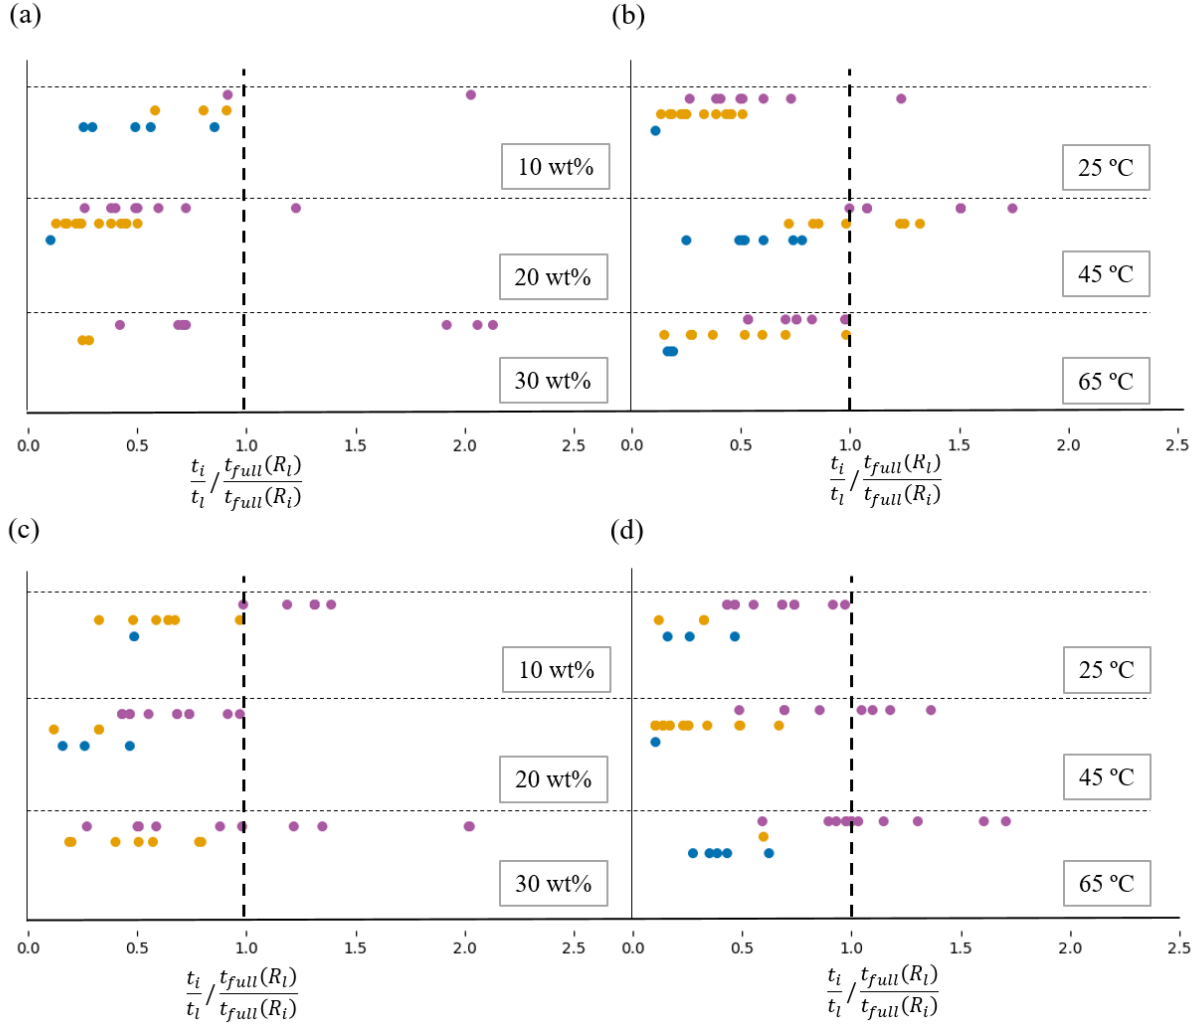 (a)
10 wt%
20 wt%
30 wt%
0.0 0.5 1.0 1.5 2.0 2.5
t_i/t_l / t_full(R_l)/t_full(R_i)
(b)
25 ºC
45 ºC
65 ºC
0.0 0.5 1.0 1.5 2.0 2.5
t_i/t_l / t_full(R_l)/t_full(R_i)
(c)
10 wt%
20 wt%
30 wt%
0.0 0.5 1.0 1.5 2.0 2.5
t_i/t_l / t_full(R_l)/t_full(R_i)
(d)
25 ºC
45 ºC
65 ºC
0.0 0.5 1.0 1.5 2.0 2.5
t_i/t_l / t_full(R_l)/t_full(R_i)